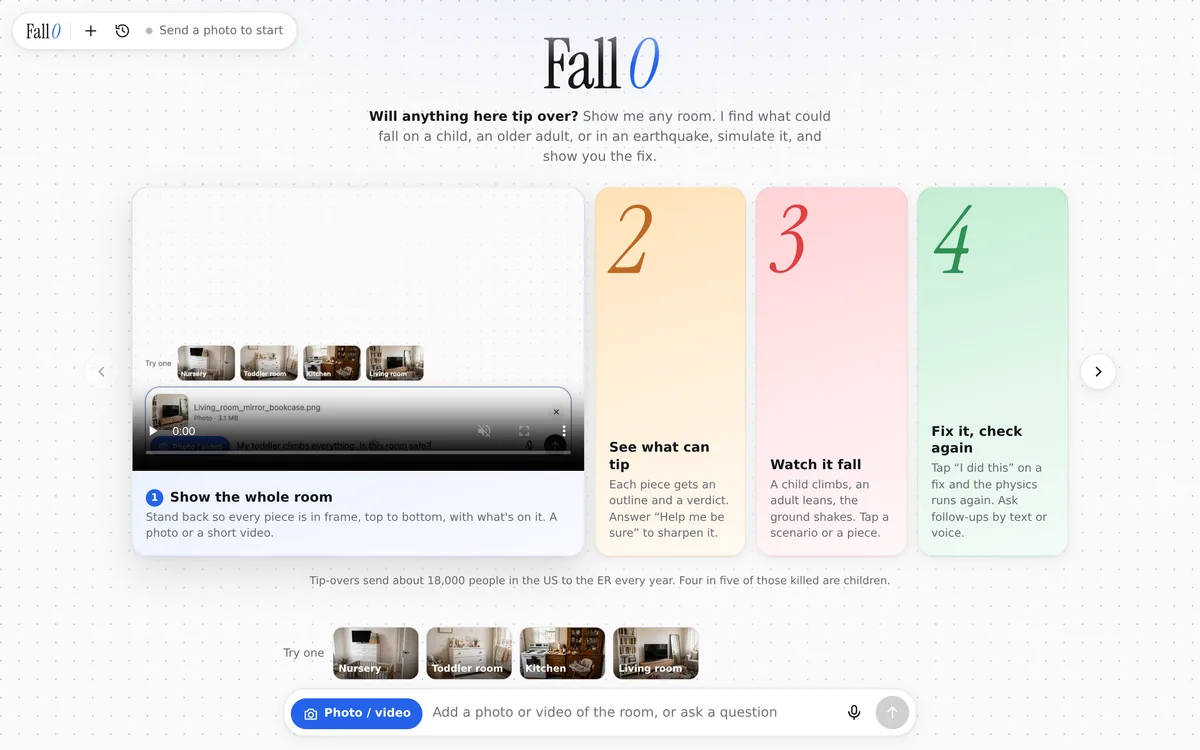 Fall 0
Send a photo to start
Fall 0
Will anything here tip over? Show me any room. I find what could
fall on a child, an older adult, or in an earthquake, simulate it, and
show you the fix.
Try one
Nursery
Toddler room
Kitchen
Living room
Living_room_mirror_bookcase.png
Photo · 3.1 MB
0:00
Photo / video
My toddler climbs everything. Is this room safe?
1 Show the whole room
Stand back so every piece is in frame, top to bottom, with what's on it. A
photo or a short video.
2
See what can
tip
Each piece gets an
outline and a verdict.
Answer “Help me be
sure” to sharpen it.
3
Watch it fall
A child climbs, an
adult leans, the
ground shakes. Tap a
scenario or a piece.
4
Fix it, check
again
Tap “I did this” on a
fix and the physics
runs again. Ask
follow-ups by text or
voice.
Tip-overs send about 18,000 people in the US to the ER every year. Four in five of those killed are children.
Try one
Nursery
Toddler room
Kitchen
Living room
Photo / video
Add a photo or video of the room, or ask a question